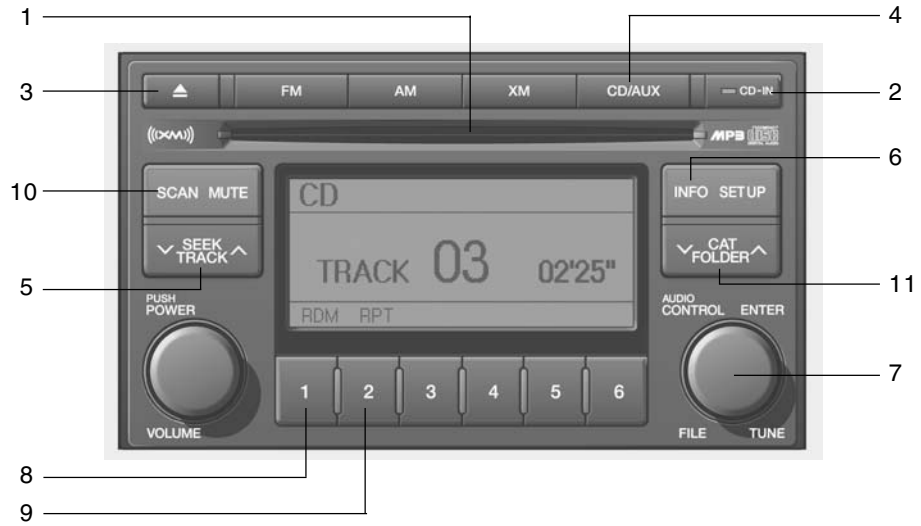 1
4
3
FM AM XM CD/AUX CD-IN
2
((XM)) MP3
6
10
SCAN MUTE
CD
INFO SETUP
SEEK
TRACK
TRACK 03 02'25"
CAT
FOLDER
5
11
RDM RPT
PUSH
POWER
AUDIO
CONTROL ENTER
7
1 2 3 4 5 6
VOLUME
FILE TUNE
8
9